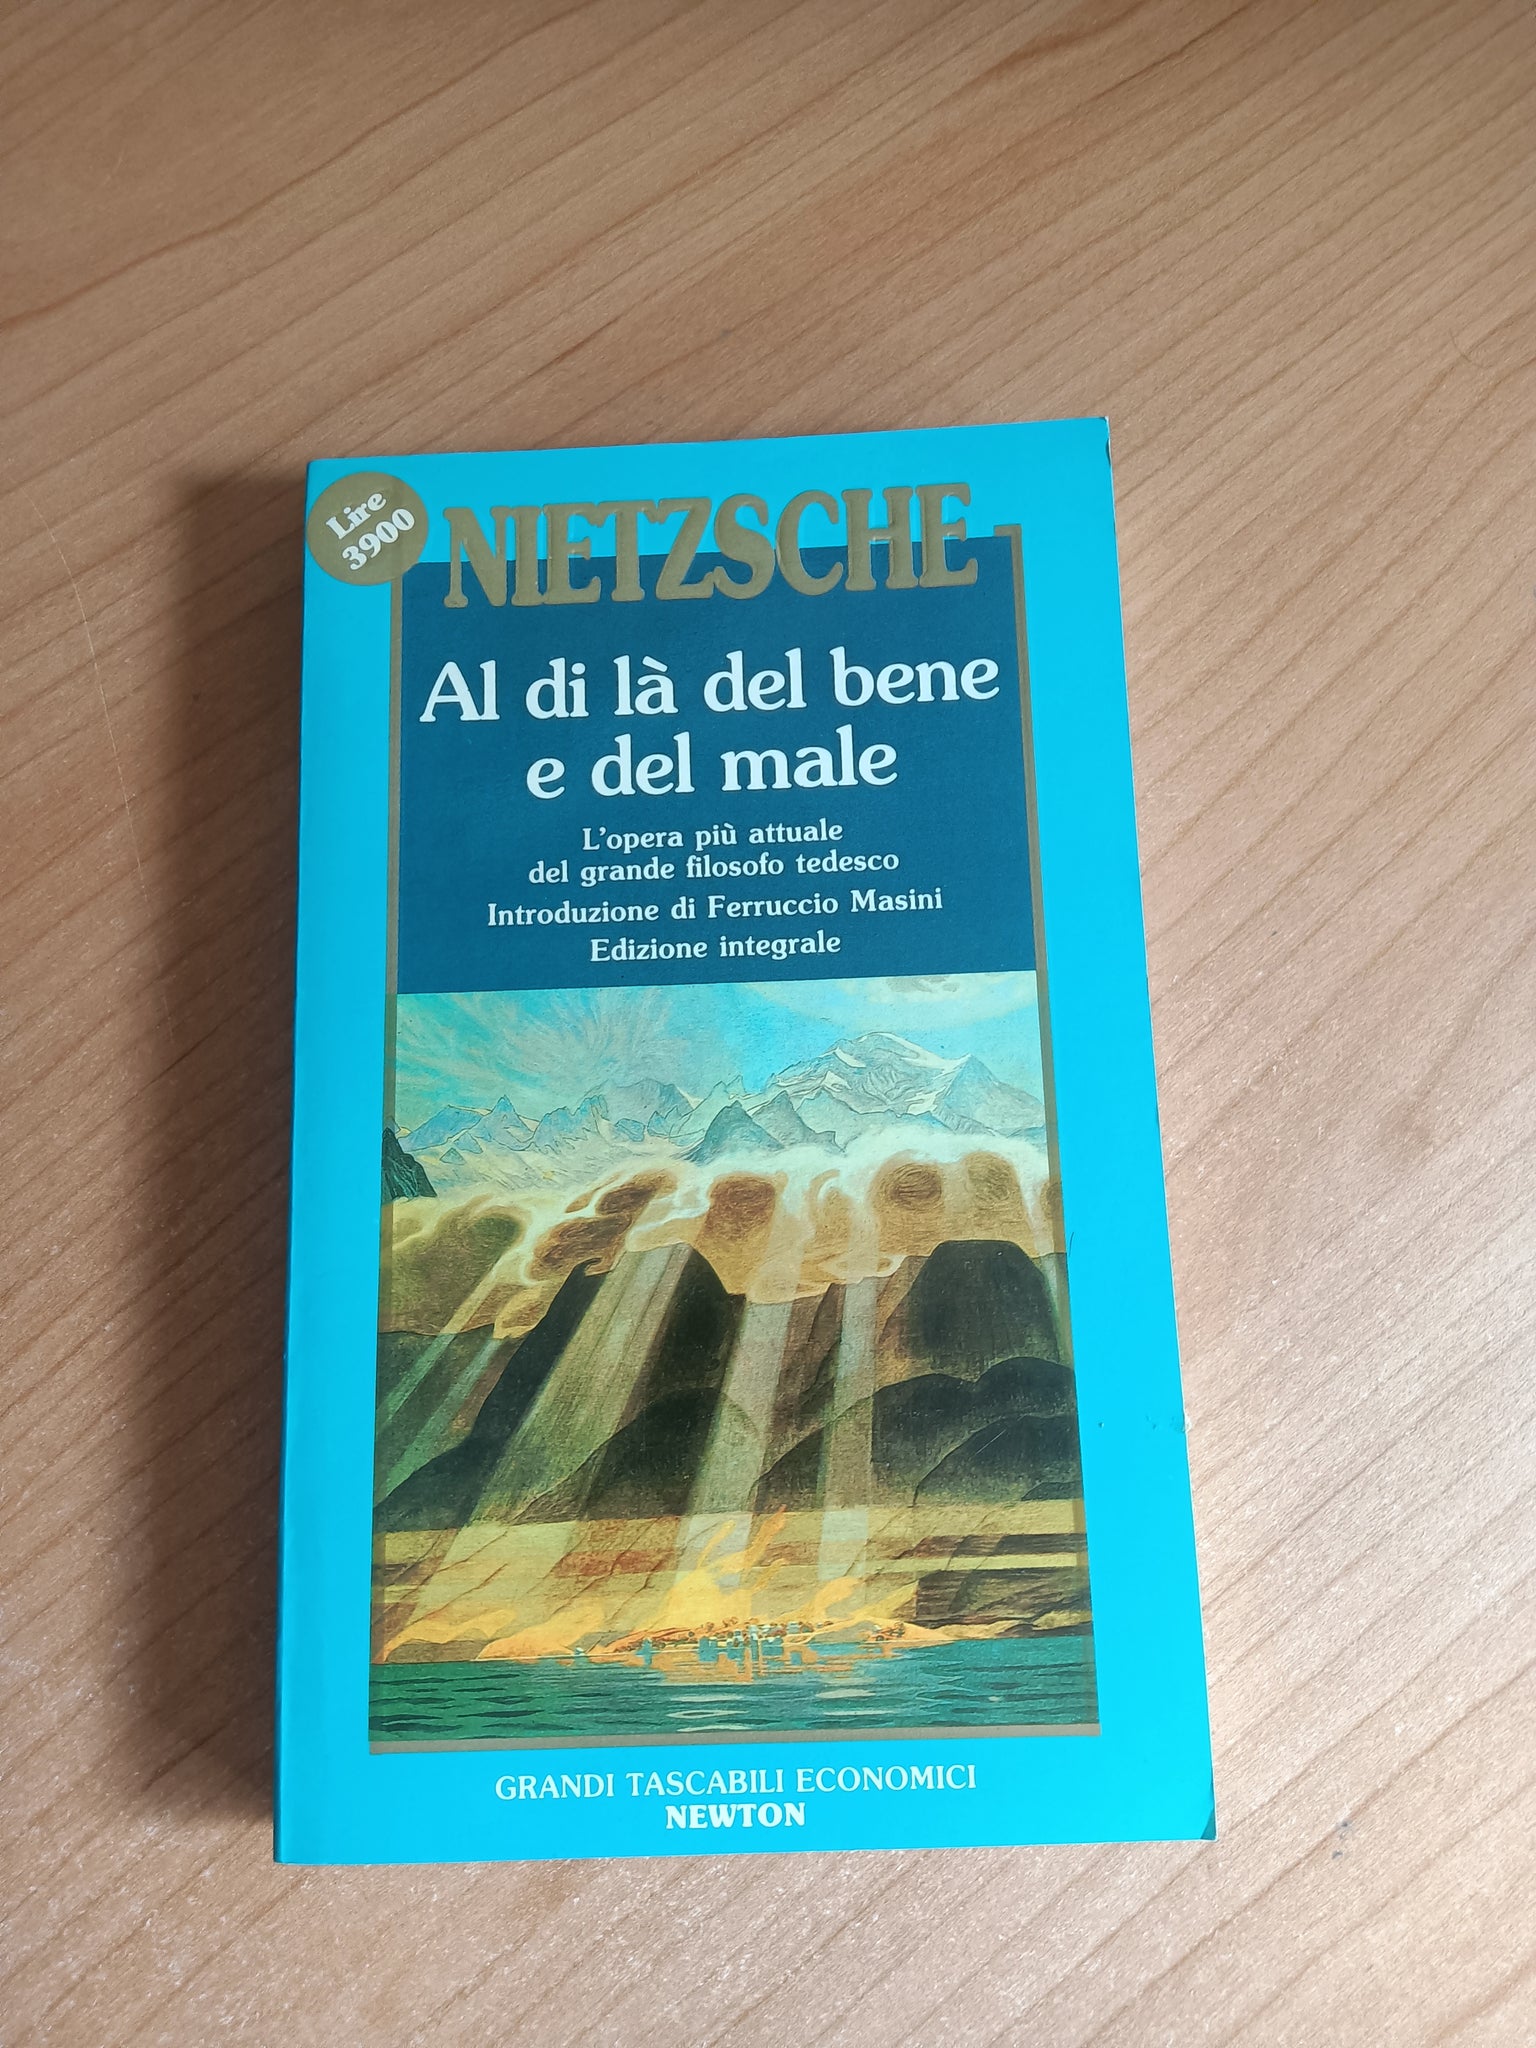 Lire
3900
NIETZSCHE
Al di là del bene
e del male
L'opera più attuale
del grande filosofo tedesco
Introduzione di Ferruccio Masini
Edizione integrale
GRANDI TASCABILI ECONOMICI
NEWTON